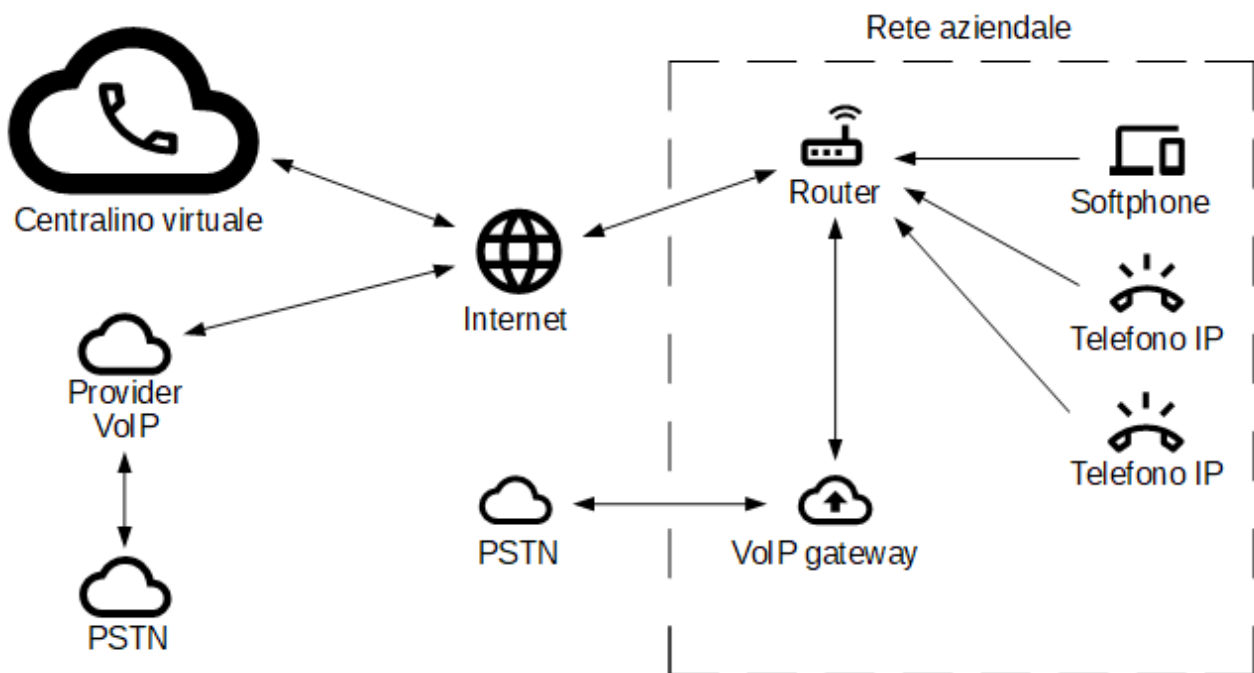 Rete aziendale
Centralino virtuale
Router
Softphone
Internet
Telefono IP
Provider
VoIP
Telefono IP
PSTN
VoIP gateway
PSTN